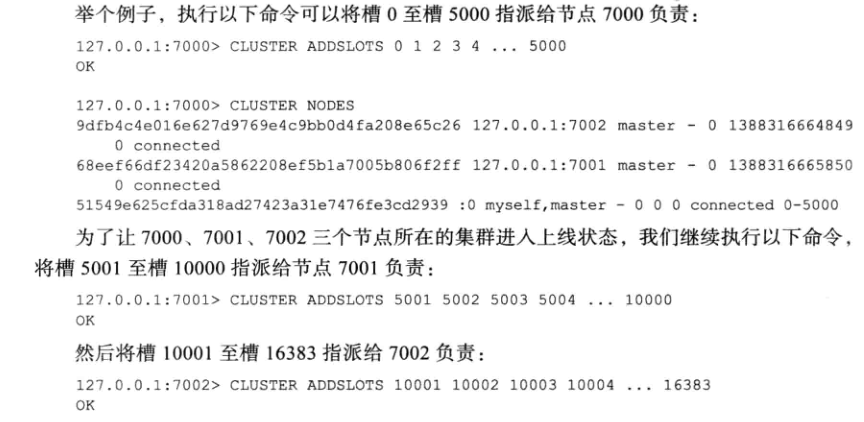 举个例子，执行以下命令可以将槽 0 至槽 5000 指派给节点 7000 负责：
127.0.0.1:7000> CLUSTER ADDSLOTS 0 1 2 3 4 ... 5000
OK
127.0.0.1:7000> CLUSTER NODES
9dfb4c4e016e627d9769e4c9bb0d4fa208e65c26 127.0.0.1:7002 master - 0 1388316664849
0 connected
68eef66df23420a5862208ef5b1a7005b806f2ff 127.0.0.1:7001 master - 0 1388316665850
0 connected
51549e625cfda318ad27423a31e7476fe3cd2939 :0 myself,master - 0 0 0 connected 0-5000
为了让 7000、7001、7002 三个节点所在的集群进入上线状态，我们继续执行以下命令，
将槽 5001 至槽 10000 指派给节点 7001 负责：
127.0.0.1:7001> CLUSTER ADDSLOTS 5001 5002 5003 5004 ... 10000
OK
然后将槽 10001 至槽 16383 指派给 7002 负责：
127.0.0.1:7002> CLUSTER ADDSLOTS 10001 10002 10003 10004 ... 16383
OK